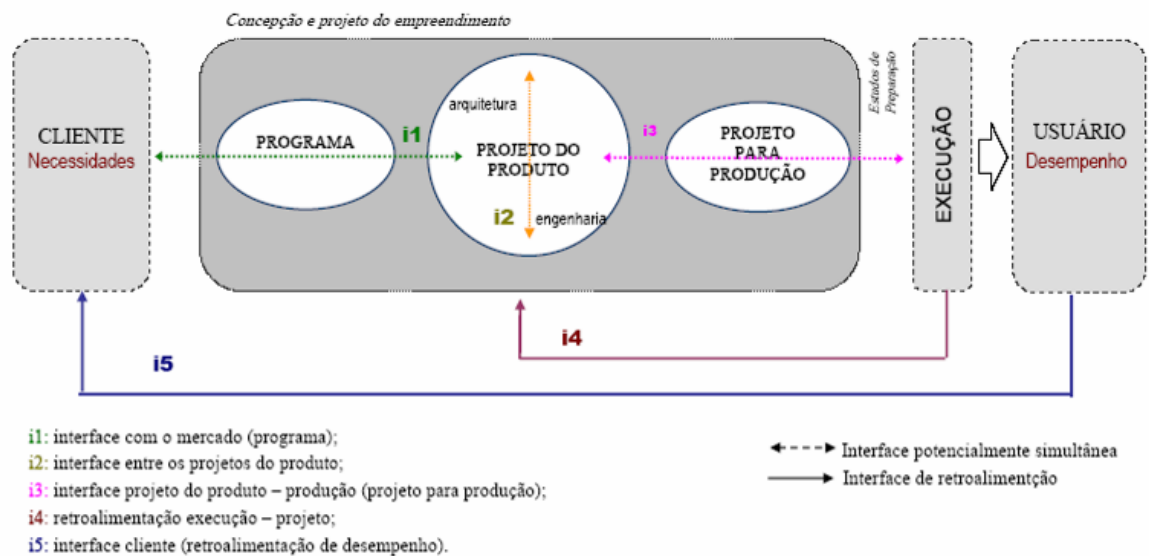 Concepção e projeto do empreendimento
Estudos de
Preparação
CLIENTE
Necessidades
PROGRAMA
i1
arquitetura
PROJETO DO
PRODUTO
i2
engenharia
i3
PROJETO
PARA
PRODUÇÃO
EXECUÇÃO
USUÁRIO
Desempenho
i4
i5
i1: interface com o mercado (programa);
i2: interface entre os projetos do produto;
i3: interface projeto do produto – produção (projeto para produção);
i4: retroalimentação execução – projeto;
i5: interface cliente (retroalimentação de desempenho).
Interface potencialmente simultânea
Interface de retroalimentção